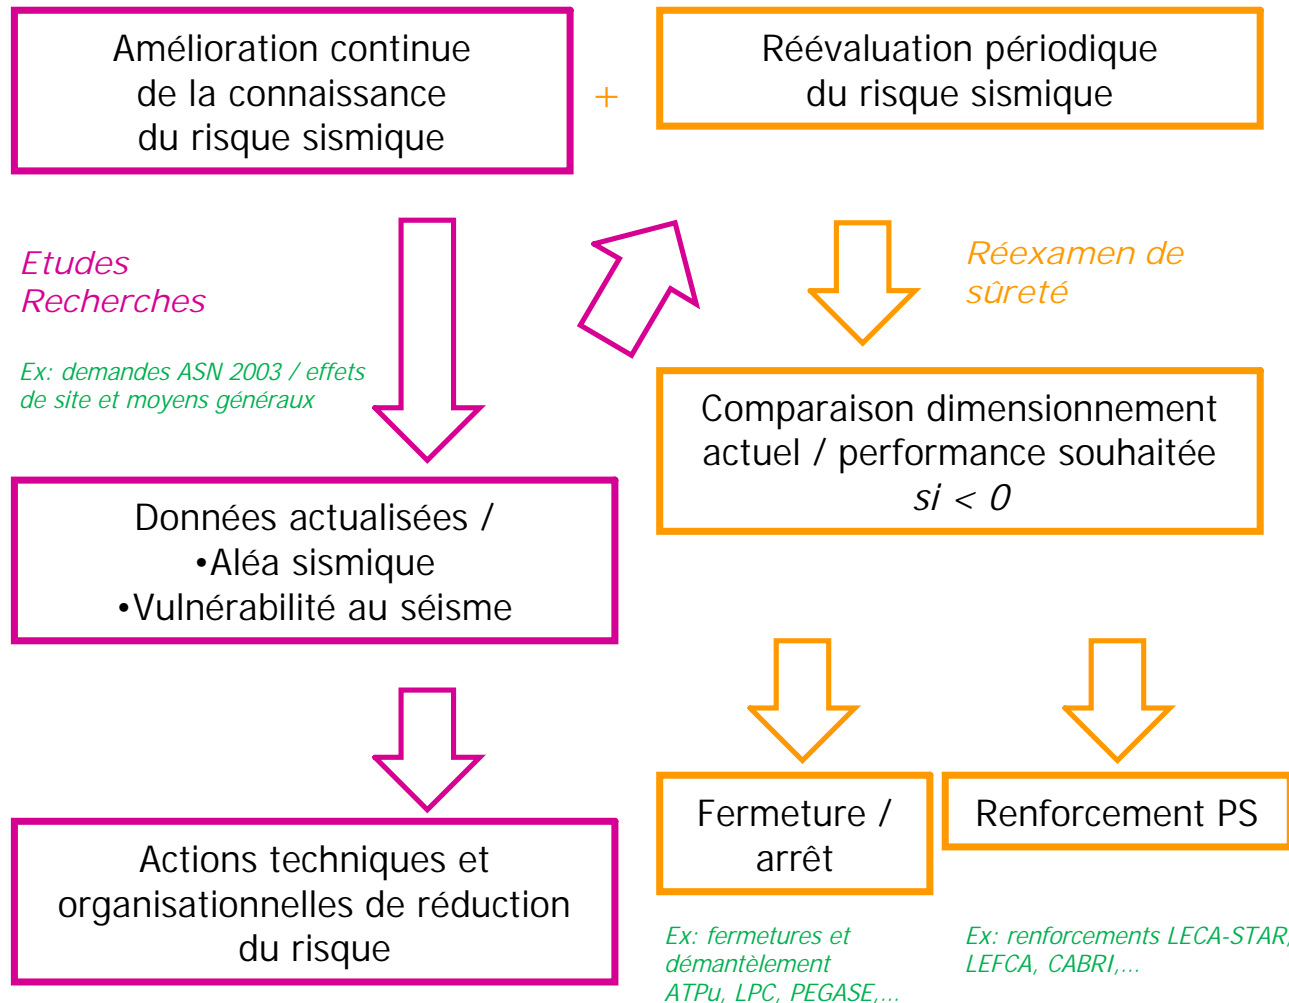 Amélioration continue
de la connaissance
du risque sismique
+
Réévaluation périodique
du risque sismique
Etudes
Recherches
Ex: demandes ASN 2003 / effets
de site et moyens généraux
Réexamen de
sûreté
Données actualisées /
•Aléa sismique
•Vulnérabilité au séisme
Comparaison dimensionnement
actuel / performance souhaitée
si < 0
Actions techniques et
organisationnelles de réduction
du risque
Fermeture /
arrêt
Renforcement PS
Ex: fermetures et
démantèlement
ATPu, LPC, PEGASE,...
Ex: renforcements LECA-STAR,
LEFCA, CABRI,...